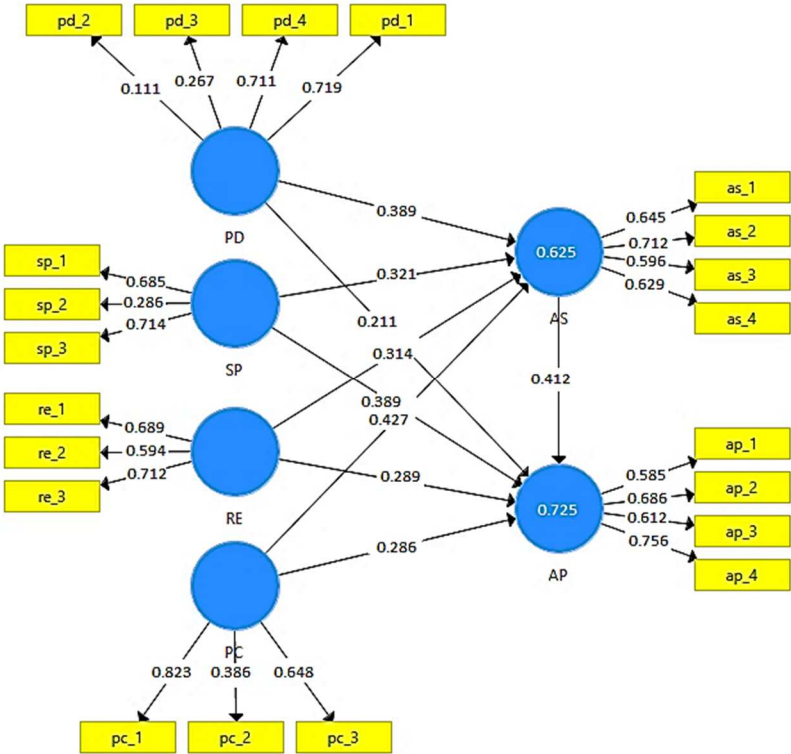 pd_2 pd_3 pd_4 pd_1
0.111 0.267 0.711 0.719
PD
0.389
as_1
as_2
as_3
as_4
0.645
0.712
0.596
0.629
0.625
AS
sp_1
sp_2
sp_3
0.685
0.286
0.714
SP
0.321
0.211
0.314
0.389
0.427
0.412
re_1
re_2
re_3
0.689
0.594
0.712
RE
0.289
0.286
0.725
AP
ap_1
ap_2
ap_3
ap_4
0.585
0.686
0.612
0.756
PC
0.823 0.386 0.648
pc_1 pc_2 pc_3